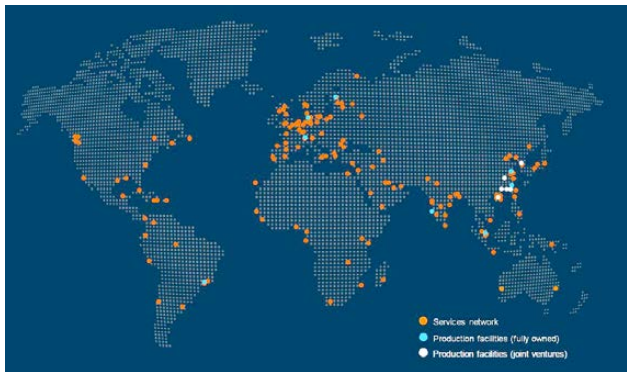 Services network
Production facilities (fully owned)
Production facilities (joint ventures)